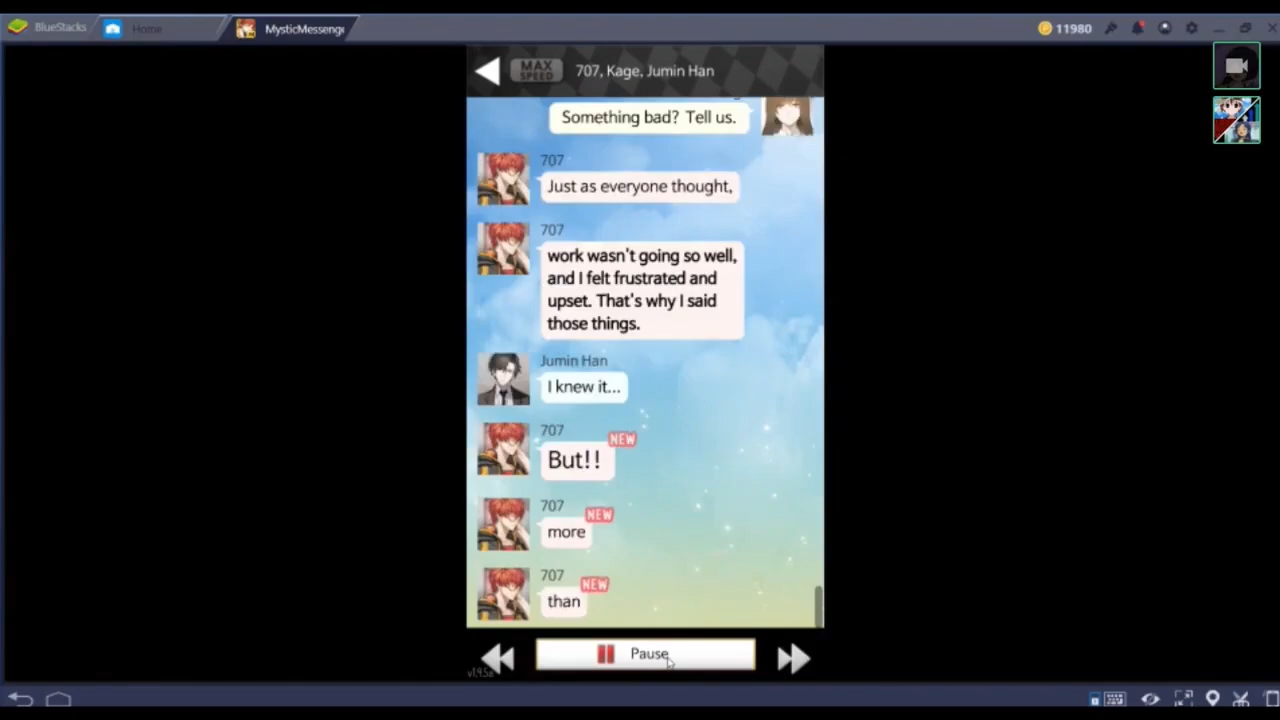 BlueStacks
Home
MysticMesseng
11980
MAX
SPEED
707, Kage, Jumin Han
Something bad? Tell us.
707
Just as everyone thought,
707
work wasn't going so well,
and I felt frustrated and
upset. That's why I said
those things.
Jumin Han
I knew it...
707
NEW
But!!
707
NEW
more
707
NEW
than
Pause